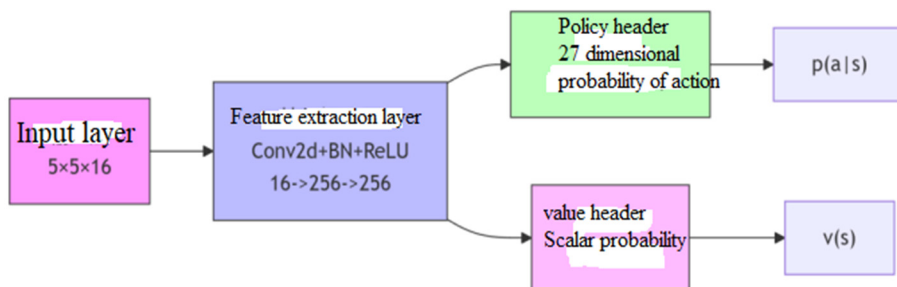 Input layer
5×5×16
Feature extraction layer
Conv2d+BN+ReLU
16->256->256
Policy header
27 dimensional
probability of action
p(a|s)
value header
Scalar probability
v(s)